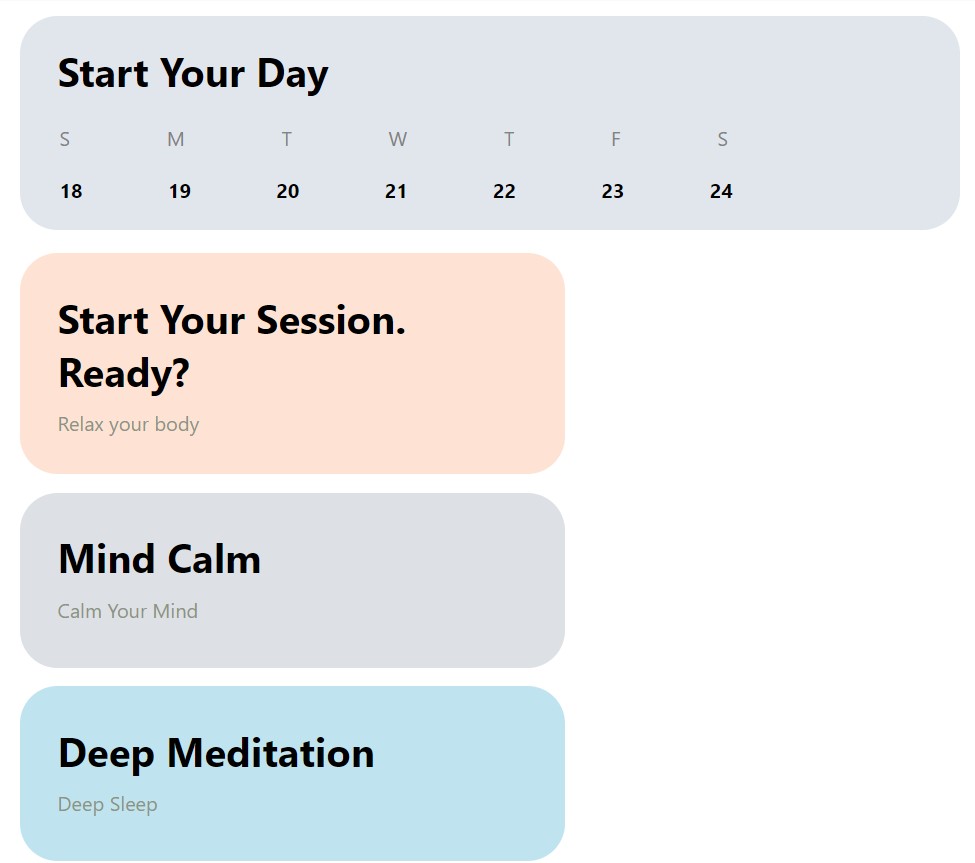 Start Your Day
S M T W T F S
18 19 20 21 22 23 24
Start Your Session.
Ready?
Relax your body
Mind Calm
Calm Your Mind
Deep Meditation
Deep Sleep